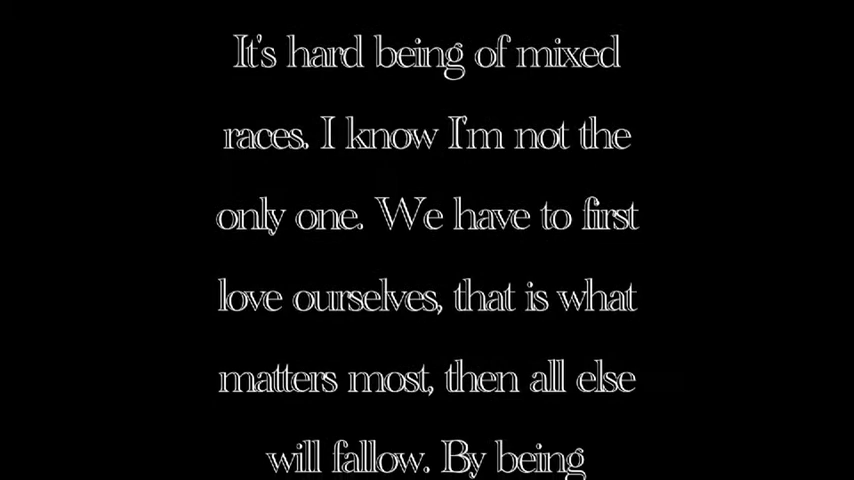 It's hard being of mixed
races. I know I'm not the
only one. We have to first
love ourselves, that is what
matters most, then all else
will fallow. By being